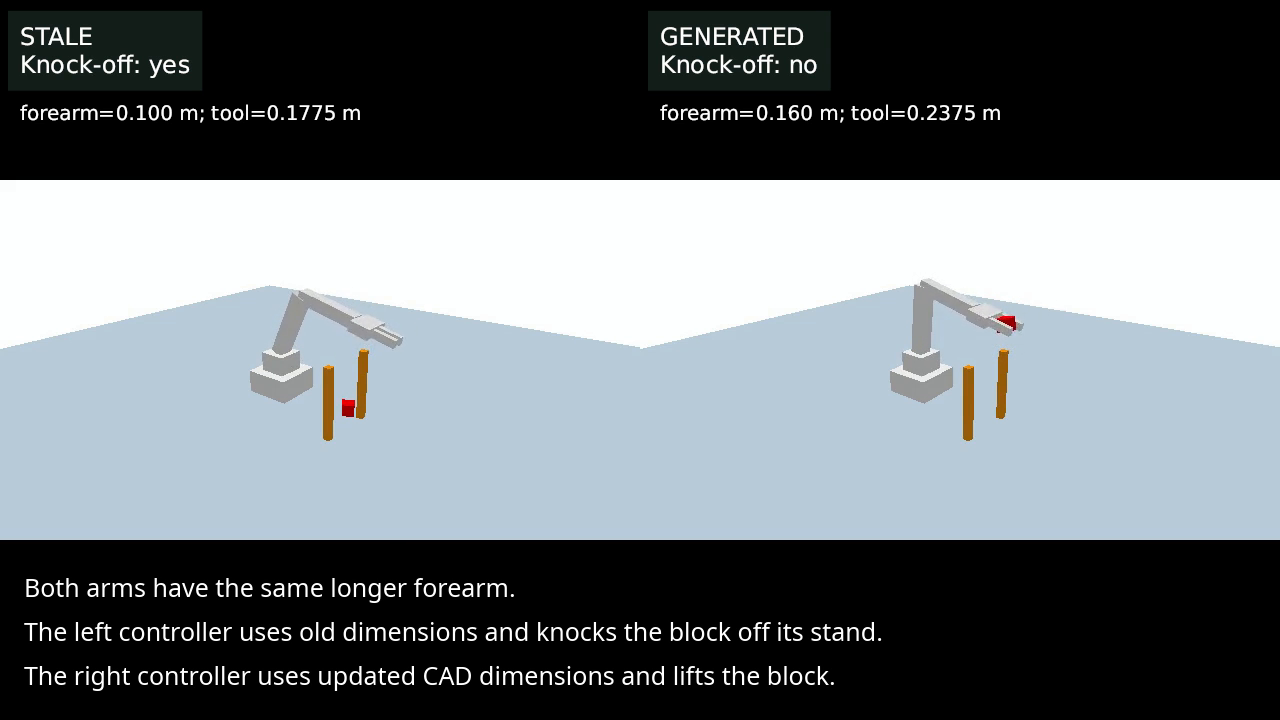 STALE
Knock-off: yes
forearm=0.100 m; tool=0.1775 m
GENERATED
Knock-off: no
forearm=0.160 m; tool=0.2375 m
Both arms have the same longer forearm.
The left controller uses old dimensions and knocks the block off its stand.
The right controller uses updated CAD dimensions and lifts the block.